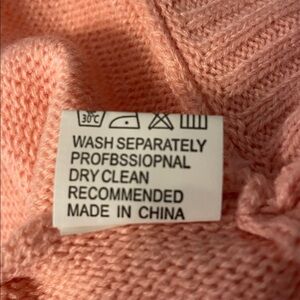 30°C
WASH SEPARATELY
PROFBSSIOPNAL
DRY CLEAN
RECOMMENDED
MADE IN CHINA